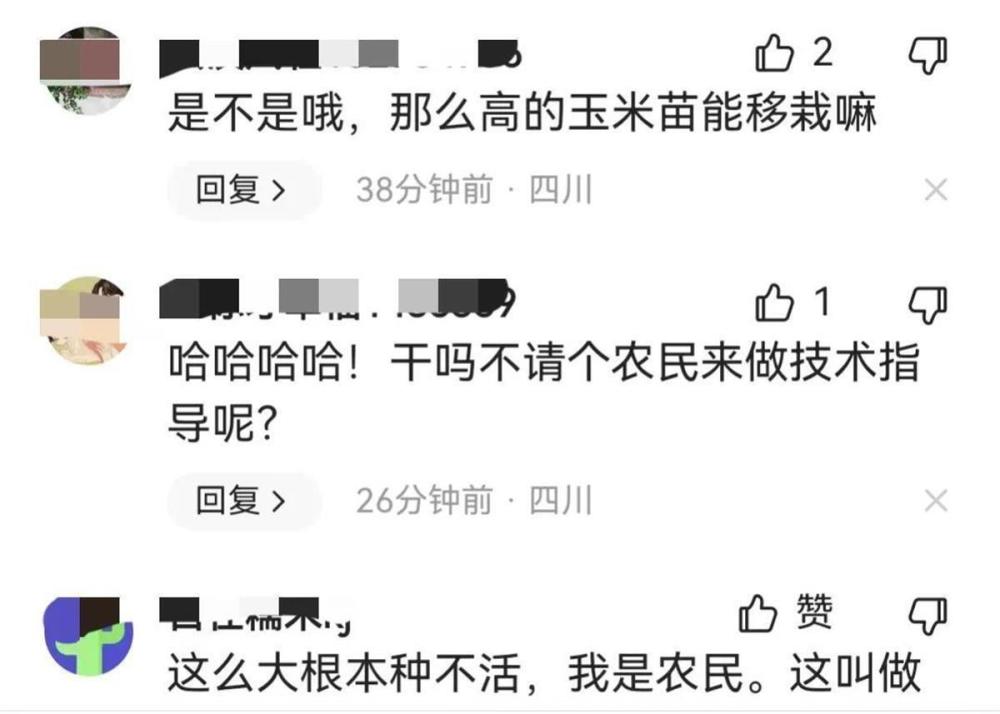 2
是不是哦，那么高的玉米苗能移栽嘛
回复 >
38分钟前 · 四川
1
哈哈哈哈！干吗不请个农民来做技术指
导呢？
回复 >
26分钟前 · 四川
赞
这么大根本种不活，我是农民。这叫做